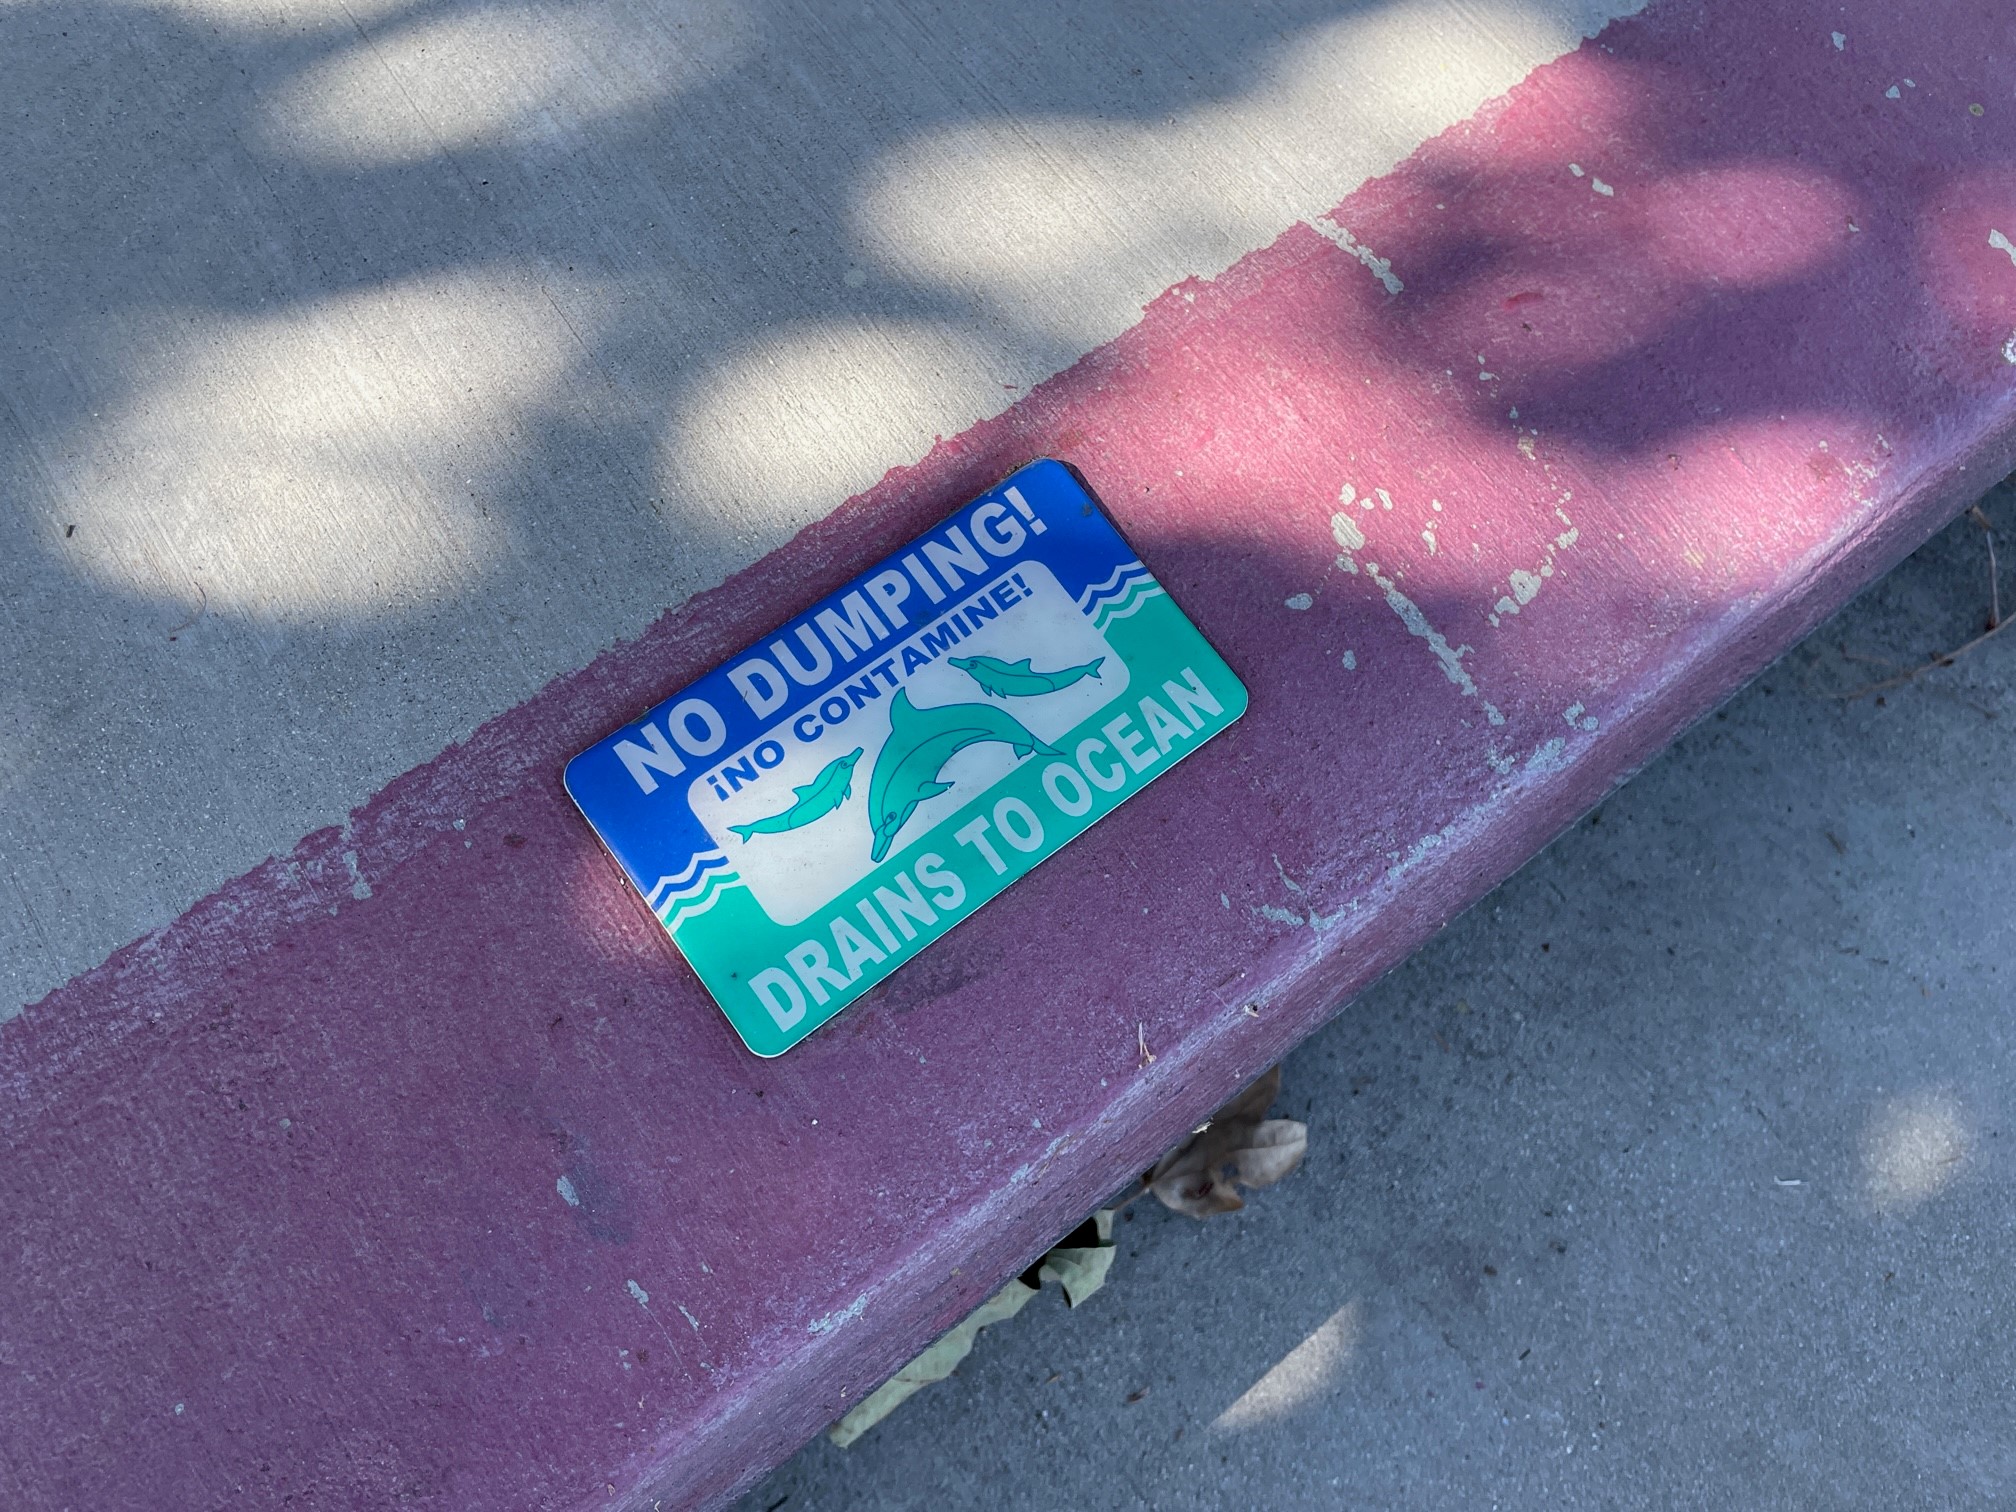 NO DUMPING!
¡NO CONTAMINE!
DRAINS TO OCEAN